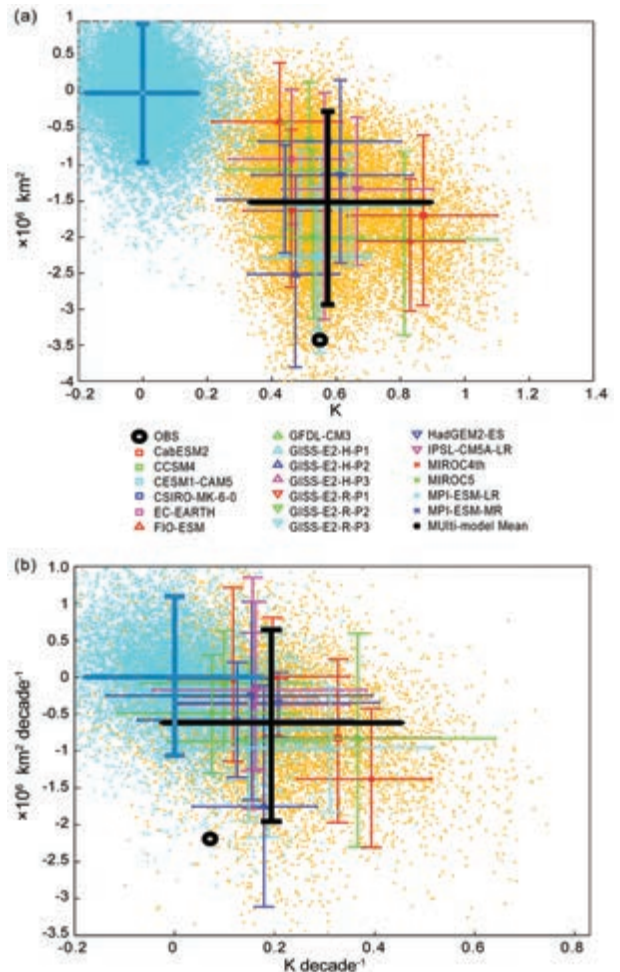 (a)
1
0.5
0
-0.5
-1
-1.5
-2
-2.5
-3
-3.5
-4
×10⁶ km²
-0.2 0 0.2 0.4 0.6 0.8 1 1.2 1.4
K
OBS
CabESM2
CCSM4
CESM1-CAM5
CSIRO-MK-6-0
EC-EARTH
FIO-ESM
GFDL-CM3
GISS-E2-H-P1
GISS-E2-H-P2
GISS-E2-H-P3
GISS-E2-R-P1
GISS-E2-R-P2
GISS-E2-R-P3
HadGEM2-ES
IPSL-CM5A-LR
MIROC4th
MIROC5
MPI-ESM-LR
MPI-ESM-MR
MUlti-model Mean
(b)
1.0
0.5
0
-0.5
-1
-1.5
-2
-2.5
-3
-3.5
×10⁶ km² decade⁻¹
-0.2 0 0.2 0.4 0.6 0.8
K decade⁻¹